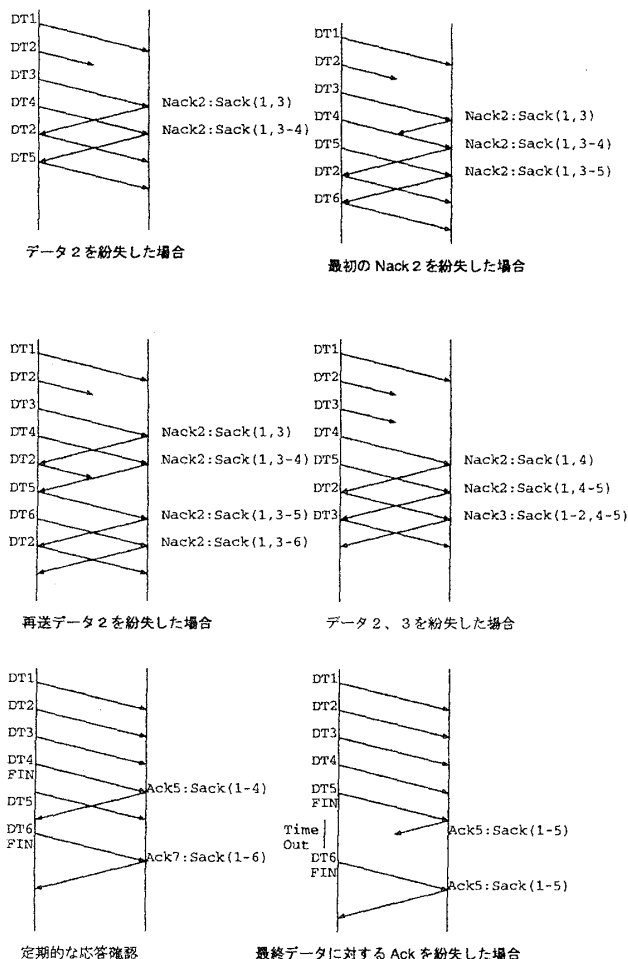 DT1
DT2
DT3
DT4
DT2
DT5
Nack2:Sack(1,3)
Nack2:Sack(1,3-4)
データ2を紛失した場合
DT1
DT2
DT3
DT4
DT5
DT2
DT6
Nack2:Sack(1,3)
Nack2:Sack(1,3-4)
Nack2:Sack(1,3-5)
最初の Nack 2 を紛失した場合
DT1
DT2
DT3
DT4
DT2
DT5
DT6
DT2
Nack2:Sack(1,3)
Nack2:Sack(1,3-4)
Nack2:Sack(1,3-5)
Nack2:Sack(1,3-6)
再送データ2を紛失した場合
DT1
DT2
DT3
DT4
DT5
DT2
DT3
Nack2:Sack(1,4)
Nack2:Sack(1,4-5)
Nack3:Sack(1-2,4-5)
データ2、3を紛失した場合
DT1
DT2
DT3
DT4
FIN
DT5
DT6
FIN
Ack5:Sack(1-4)
Ack7:Sack(1-6)
定期的な応答確認
DT1
DT2
DT3
DT4
DT5
FIN
Time
Out
DT6
FIN
Ack5:Sack(1-5)
Ack5:Sack(1-5)
最終データに対する Ack を紛失した場合